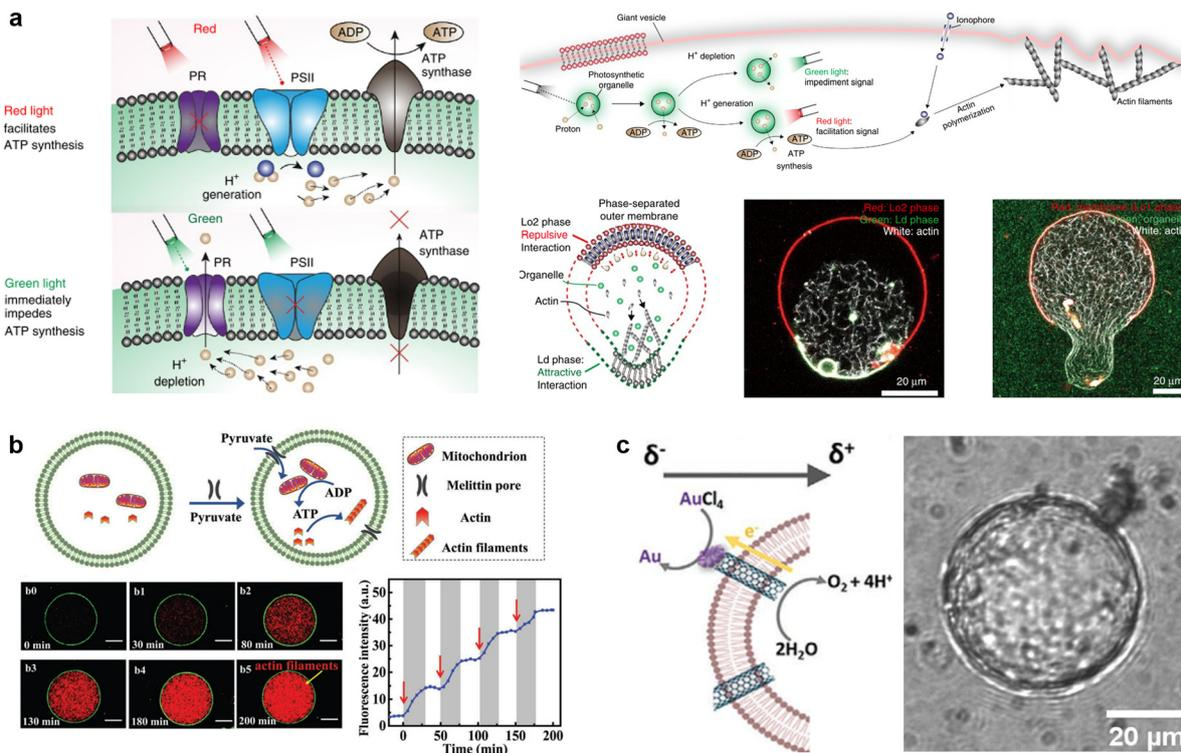 a
Red
ADP
ATP
ATP
synthase
PR
PSII
Red light
facilitates
ATP synthesis
H+
generation
Green
ATP
synthase
PR
PSII
Green light
immediately
impedes
ATP synthesis
H+
depletion
Giant vesicle
Ionophore
Photosynthetic
organelle
H+ depletion
Green light:
impediment signal
H+ generation
Red light:
facilitation signal
Proton
ADP
ATP
ADP
ATP
ATP
synthesis
Actin
polymerization
Actin filaments
Phase-separated
outer membrane
Lo2 phase
Repulsive
Interaction
Organelle
Actin
Ld phase:
Attractive
Interaction
Red: Lo2 phase
Green: Ld phase
White: actin
20 μm
Green: organell
White: acti
20 μm
b
Pyruvate
Pyruvate
ADP
ATP
Mitochondrion
Melittin pore
Actin
Actin filaments
b0
0 min
b1
30 min
b2
80 min
b3
130 min
b4
180 min
actin filaments
b5
200 min
Fluorescence intensity (a.u.)
50
40
30
20
10
0
0 50 100 150 200
Time (min)
c
δ-
δ+
AuCl4
e-
Au
O2 + 4H+
2H2O
20 μm